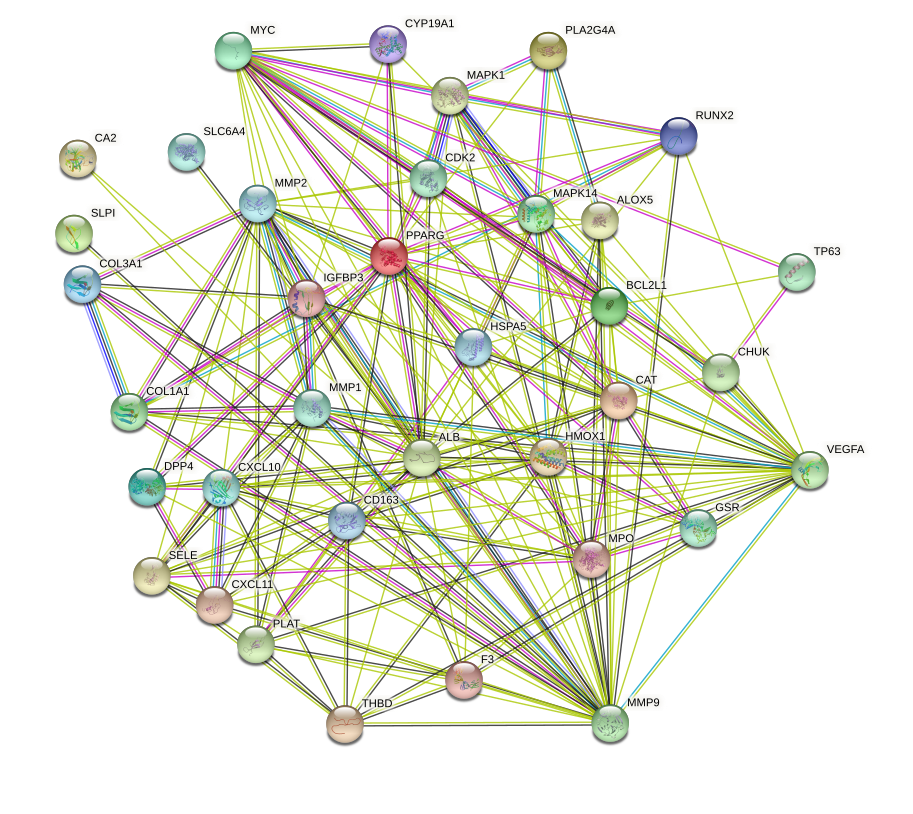 MYC
CYP19A1
PLA2G4A
MAPK1
RUNX2
CA2
SLC6A4
CDK2
MMP2
MAPK14
ALOX5
SLPI
PPARG
TP63
COL3A1
IGFBP3
BCL2L1
HSPA5
CHUK
CAT
COL1A1
MMP1
ALB
HMOX1
VEGFA
DPP4
CXCL10
CD163
GSR
MPO
SELE
CXCL11
PLAT
F3
THBD
MMP9